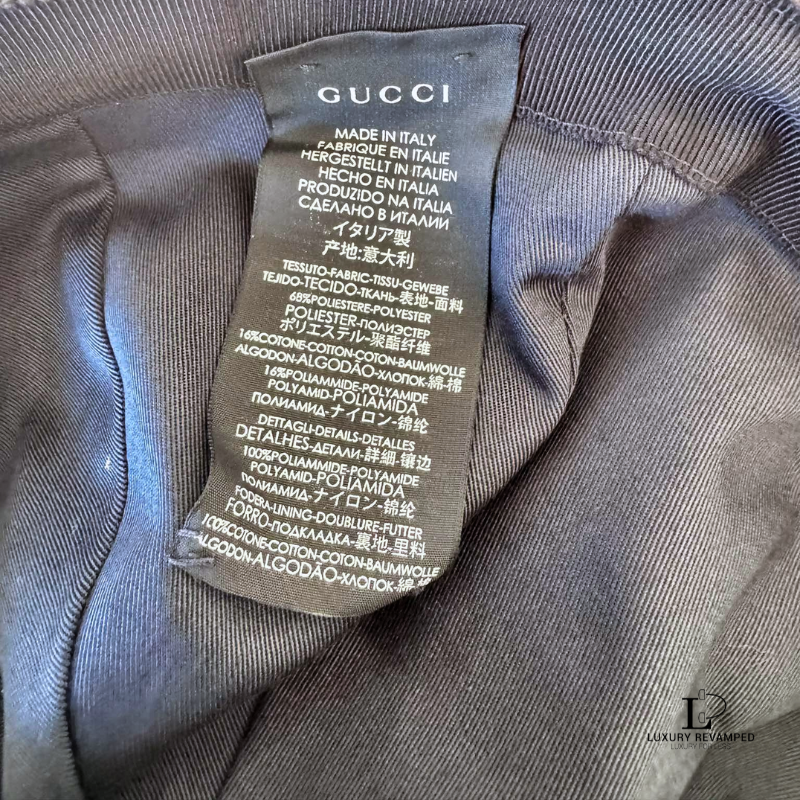 GUCCI
MADE IN ITALY
FABRIQUE EN ITALIE
HERGESTELLT IN ITALIEN
HECHO EN ITALIA
PRODUZIDO NA ITALIA
СДЕЛАНО В ИТАЛИИ
イタリア製
产地:意大利
TESSUTO-FABRIC-TISSU-GEWEBE
TEJIDO-TECIDO-ТКАНЬ-表地-面料
68%POLIESTERE-POLYESTER
POLIESTER-ПОЛИЭСТЕР
ポリエステル-聚酯纤维
16%COTONE-COTTON-COTON-BAUMWOLLE
ALGODON-ALGODÃO-ХЛОПОК-綿-棉
16%POLIAMMIDE-POLYAMIDE
POLYAMID-POLIAMIDA
ПОЛИАМИД-ナイロン-锦纶
DETTAGLI-DETAILS-DETALLES
DETALHES-ДЕТАЛИ-詳細-镶边
100%POLIAMMIDE-POLYAMIDE
POLYAMID-POLIAMIDA
ПОЛИАМИД-ナイロン-锦纶
FODERA-LINING-DOUBLURE-FUTTER
FORRO-ПОДКЛАДКА-裏地-里料
100%COTONE-COTTON-COTON-BAUMWOLLE
ALGODON-ALGODÃO-ХЛОПОК-綿-棉
LUXURY REVAMPED
LUXURY FOR LESS